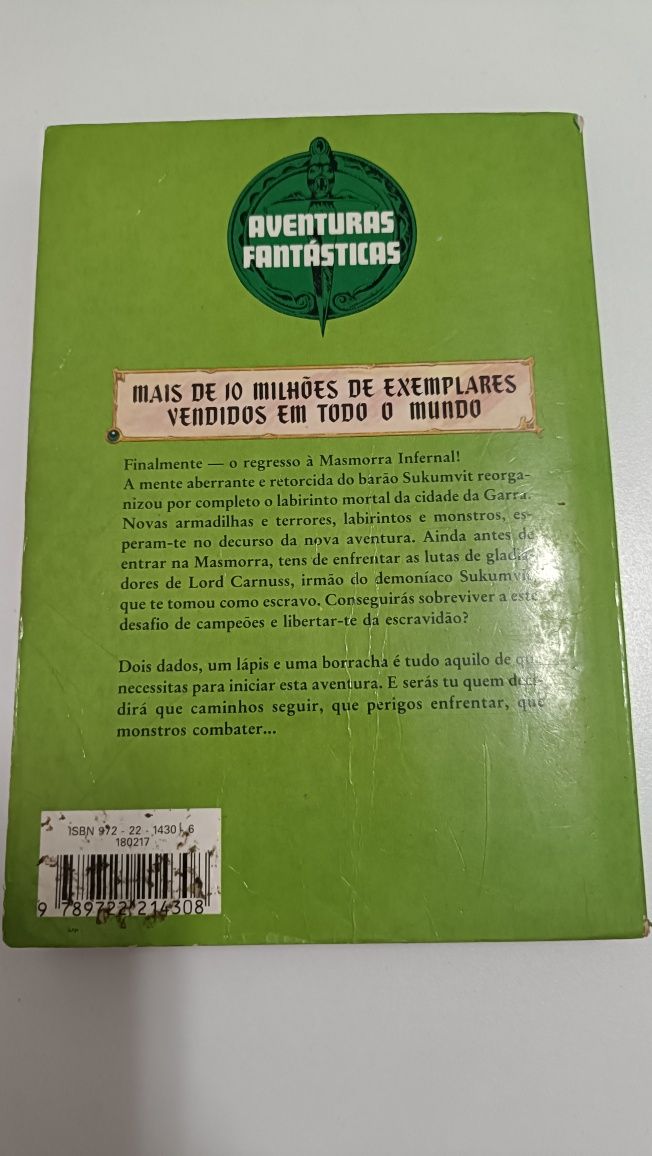 AVENTURAS
FANTÁSTICAS
MAIS DE 10 MILHÕES DE EXEMPLARES
VENDIDOS EM TODO O MUNDO
Finalmente — o regresso à Masmorra Infernal!
A mente aberrante e retorcida do barão Sukumvit reorga-
nizou por completo o labirinto mortal da cidade da Garra.
Novas armadilhas e terrores, labirintos e monstros, es-
peram-te no decurso da nova aventura. Ainda antes de
entrar na Masmorra, tens de enfrentar as lutas de gladia-
dores de Lord Carnuss, irmão do demoníaco Sukumvit,
que te tomou como escravo. Conseguirás sobreviver a este
desafio de campeões e libertar-te da escravidão?
Dois dados, um lápis e uma borracha é tudo aquilo de que
necessitas para iniciar esta aventura. E serás tu quem deci-
dirá que caminhos seguir, que perigos enfrentar, que
monstros combater...
ISBN 972 - 22 - 1430 - 6
180217
9 789722 214308